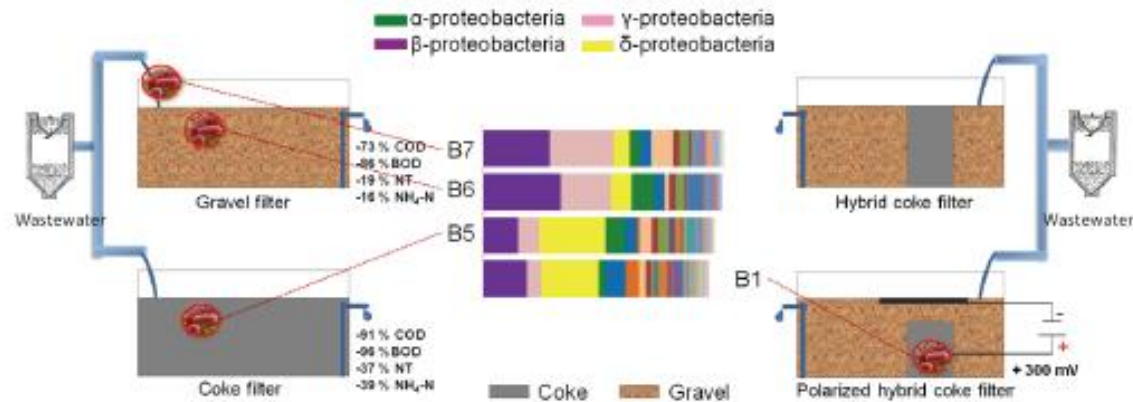 α-proteobacteria
γ-proteobacteria
β-proteobacteria
δ-proteobacteria
-73 % COD
-86 % BOD
-19 % NT
-16 % NH₄-N
Gravel filter
Wastewater
B7
B6
B5
B1
Hybrid coke filter
Wastewater
-91 % COD
-96 % BOD
-37 % NT
-39 % NH₄-N
Coke filter
Coke
Gravel
-
+
+ 300 mV
Polarized hybrid coke filter